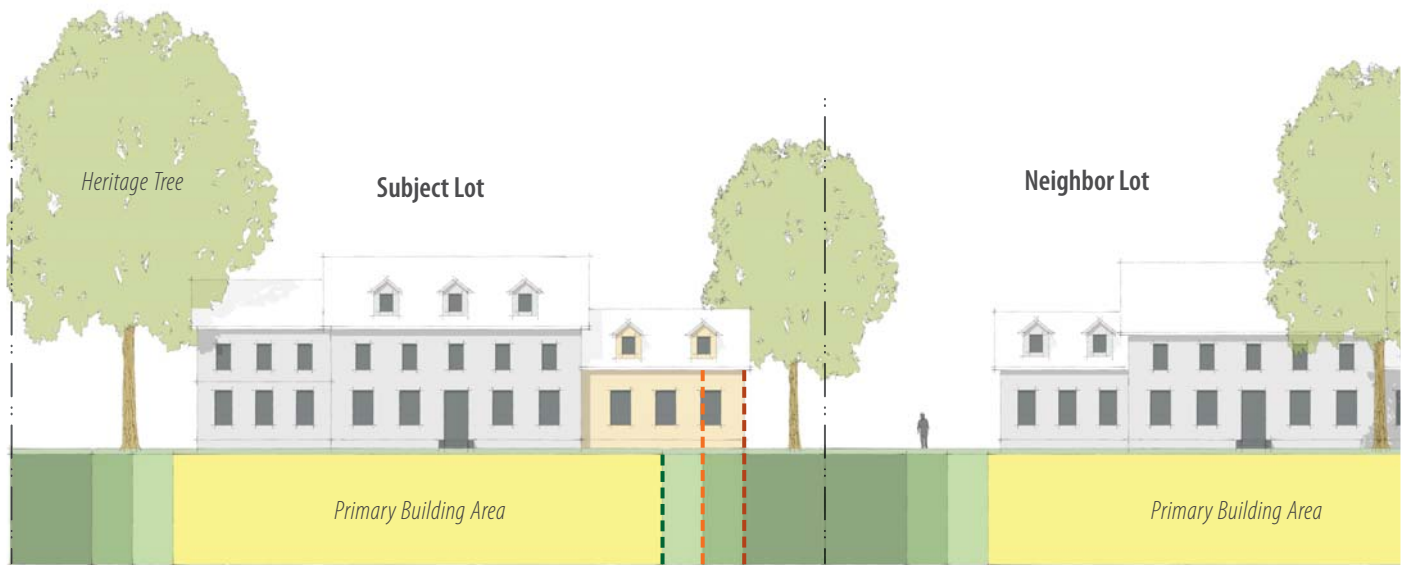 Heritage Tree
Subject Lot
Neighbor Lot
Primary Building Area
Primary Building Area